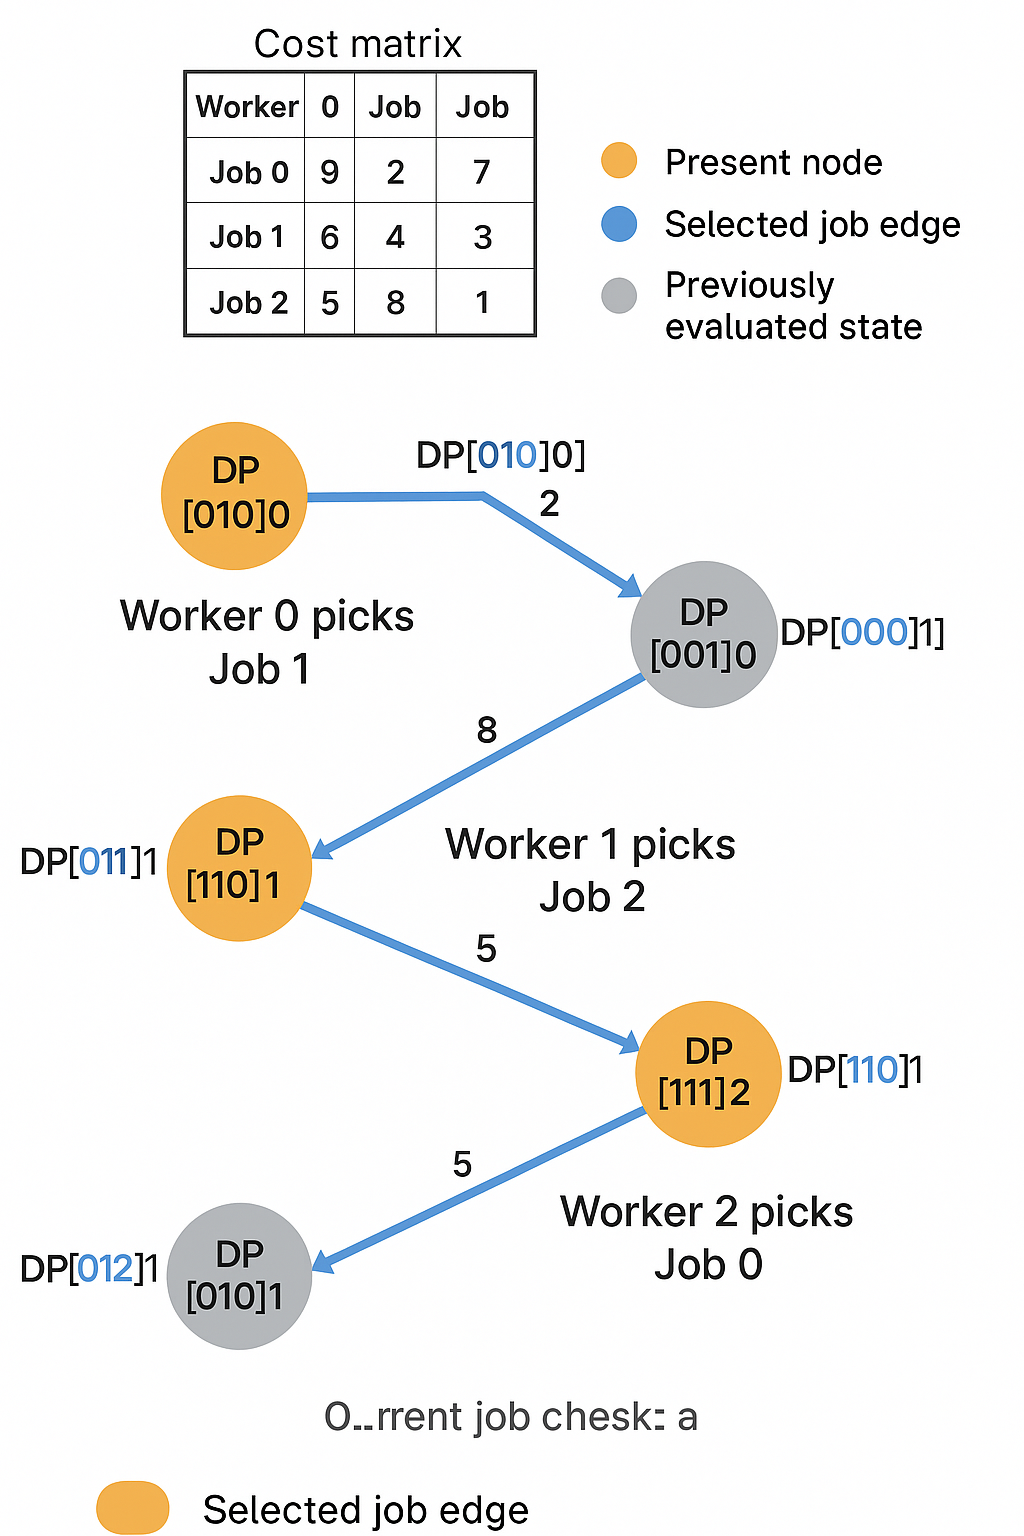 Cost matrix
Worker 0 Job Job
Job 0 9 2 7
Job 1 6 4 3
Job 2 5 8 1
Present node
Selected job edge
Previously
evaluated state
DP[010]0]
2
DP
[010]0
Worker 0 picks
Job 1
DP
[001]0
DP[000]1]
8
DP[011]1
DP
[110]1
Worker 1 picks
Job 2
5
DP
[111]2
DP[110]1
5
Worker 2 picks
Job 0
DP[012]1
DP
[010]1
job chesk: a
Selected job edge